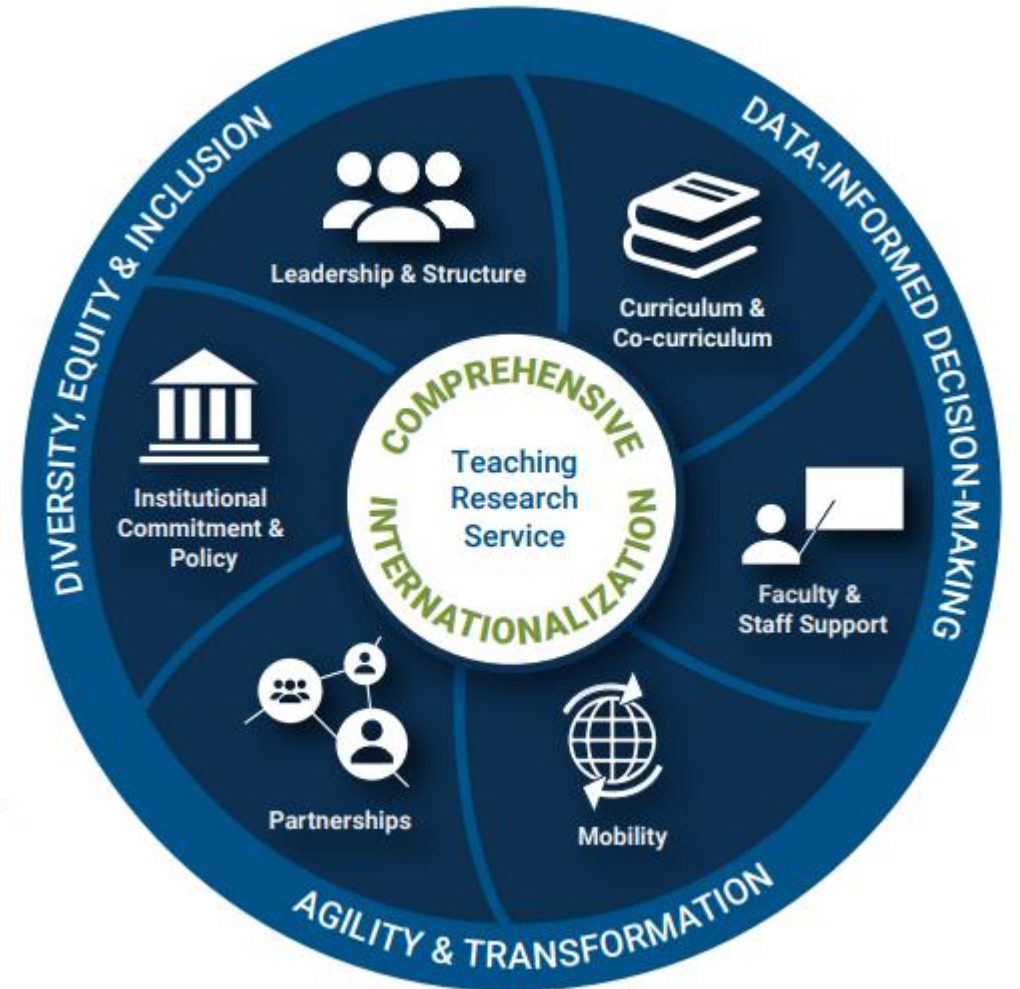 DIVERSITY, EQUITY & INCLUSION
DATA-INFORMED DECISION-MAKING
AGILITY & TRANSFORMATION
Leadership & Structure
Curriculum &
Co-curriculum
Faculty &
Staff Support
Mobility
Partnerships
Institutional
Commitment &
Policy
COMPREHENSIVE
INTERNATIONALIZATION
Teaching
Research
Service